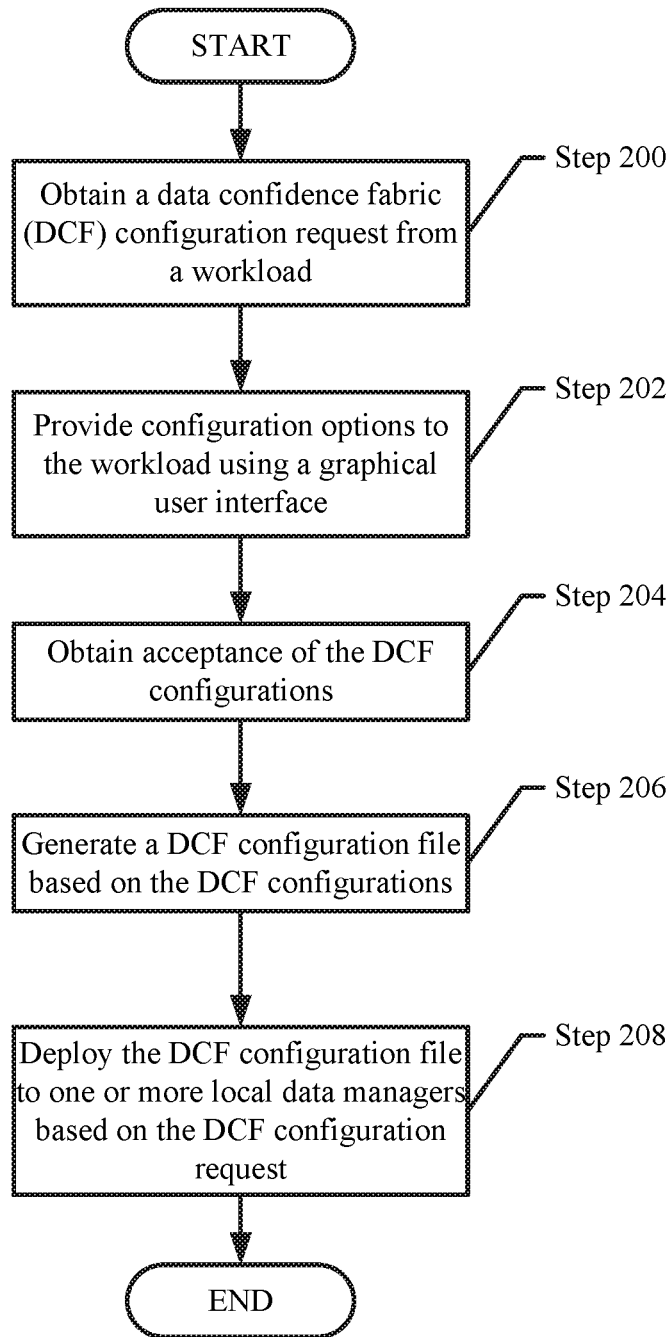 START
Step 200
Obtain a data confidence fabric
(DCF) configuration request from
a workload
Step 202
Provide configuration options to
the workload using a graphical
user interface
Step 204
Obtain acceptance of the DCF
configurations
Step 206
Generate a DCF configuration file
based on the DCF configurations
Step 208
Deploy the DCF configuration file
to one or more local data managers
based on the DCF configuration
request
END